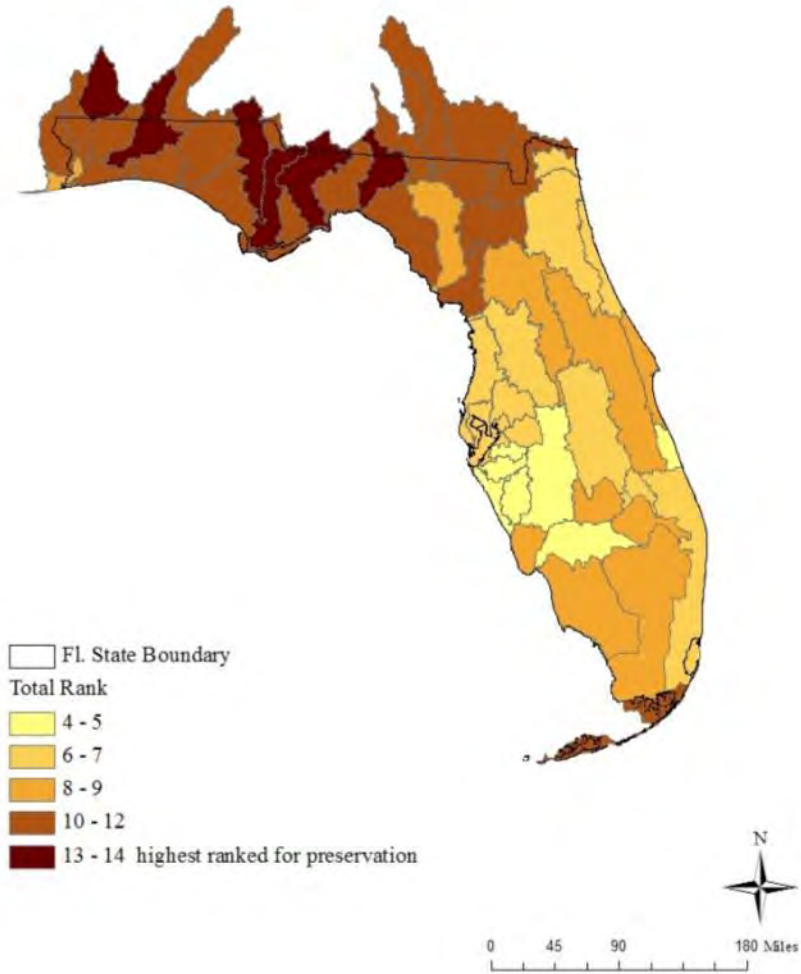 Fl. State Boundary
Total Rank
4 - 5
6 - 7
8 - 9
10 - 12
13 - 14 highest ranked for preservation
N
0 45 90 180 Miles